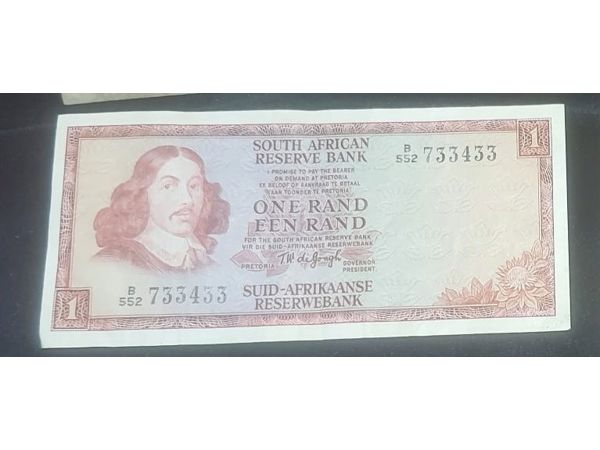 1
SOUTH AFRICAN
RESERVE BANK
B/552 733433
I PROMISE TO PAY THE BEARER
ON DEMAND AT PRETORIA
EK BELOOF OM AANKRAAG TE BETAAL
AAN TOONDER TE PRETORIA
ONE RAND
EEN RAND
FOR THE SOUTH AFRICAN RESERVE BANK
VIR DIE SUID-AFRIKAANSE RESERWEBANK
T.W. de Jongh
PRETORIA GOVERNOR
PRESIDENT.
B/552 733433
SUID-AFRIKAANSE
RESERWEBANK
1